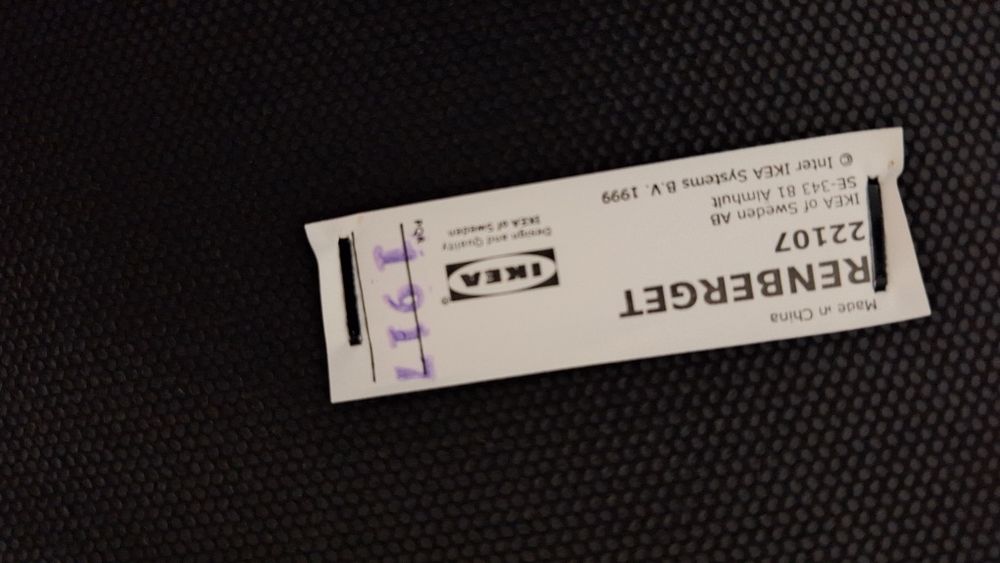 Made in China
RENBERGET
22107
IKEA of Sweden AB
SE-343 81 Älmhult
© Inter IKEA Systems B.V. 1999
IKEA®
Design and Quality
IKEA of Sweden
1917